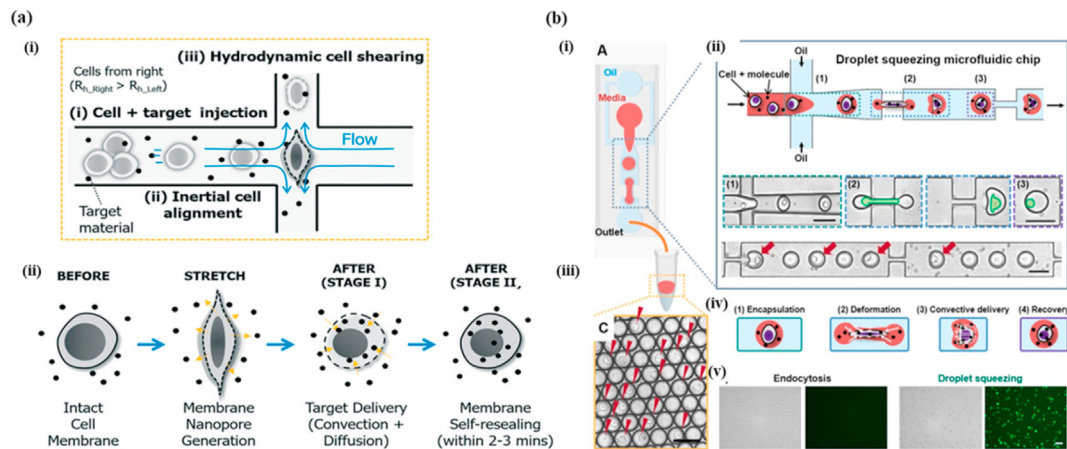 (a)
(i)
(iii) Hydrodynamic cell shearing
Cells from right
(R_h_Right > R_h_Left)
(i) Cell + target injection
Flow
(ii) Inertial cell
alignment
Target
material
(ii)
BEFORE
STRETCH
AFTER
(STAGE I)
AFTER
(STAGE II,
Intact
Cell
Membrane
Membrane
Nanopore
Generation
Target Delivery
(Convection +
Diffusion)
Membrane
Self-resealing
(within 2-3 mins)
(b)
(i)
A
Oil
Media
Outlet
(ii)
Oil
Droplet squeezing microfluidic chip
Cell + molecule
(1)
(2)
(3)
Oil
(1)
(2)
(3)
(iii)
C
(iv)
(1) Encapsulation
(2) Deformation
(3) Convective delivery
(4) Recovery
(v)
Endocytosis
Droplet squeezing